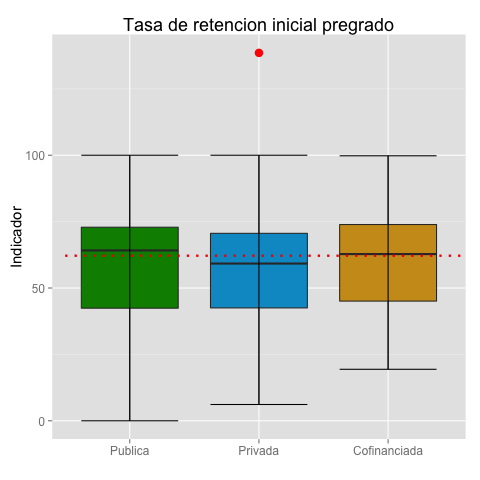 Tasa de retencion inicial pregrado
Indicador
100
50
0
Publica
Privada
Cofinanciada